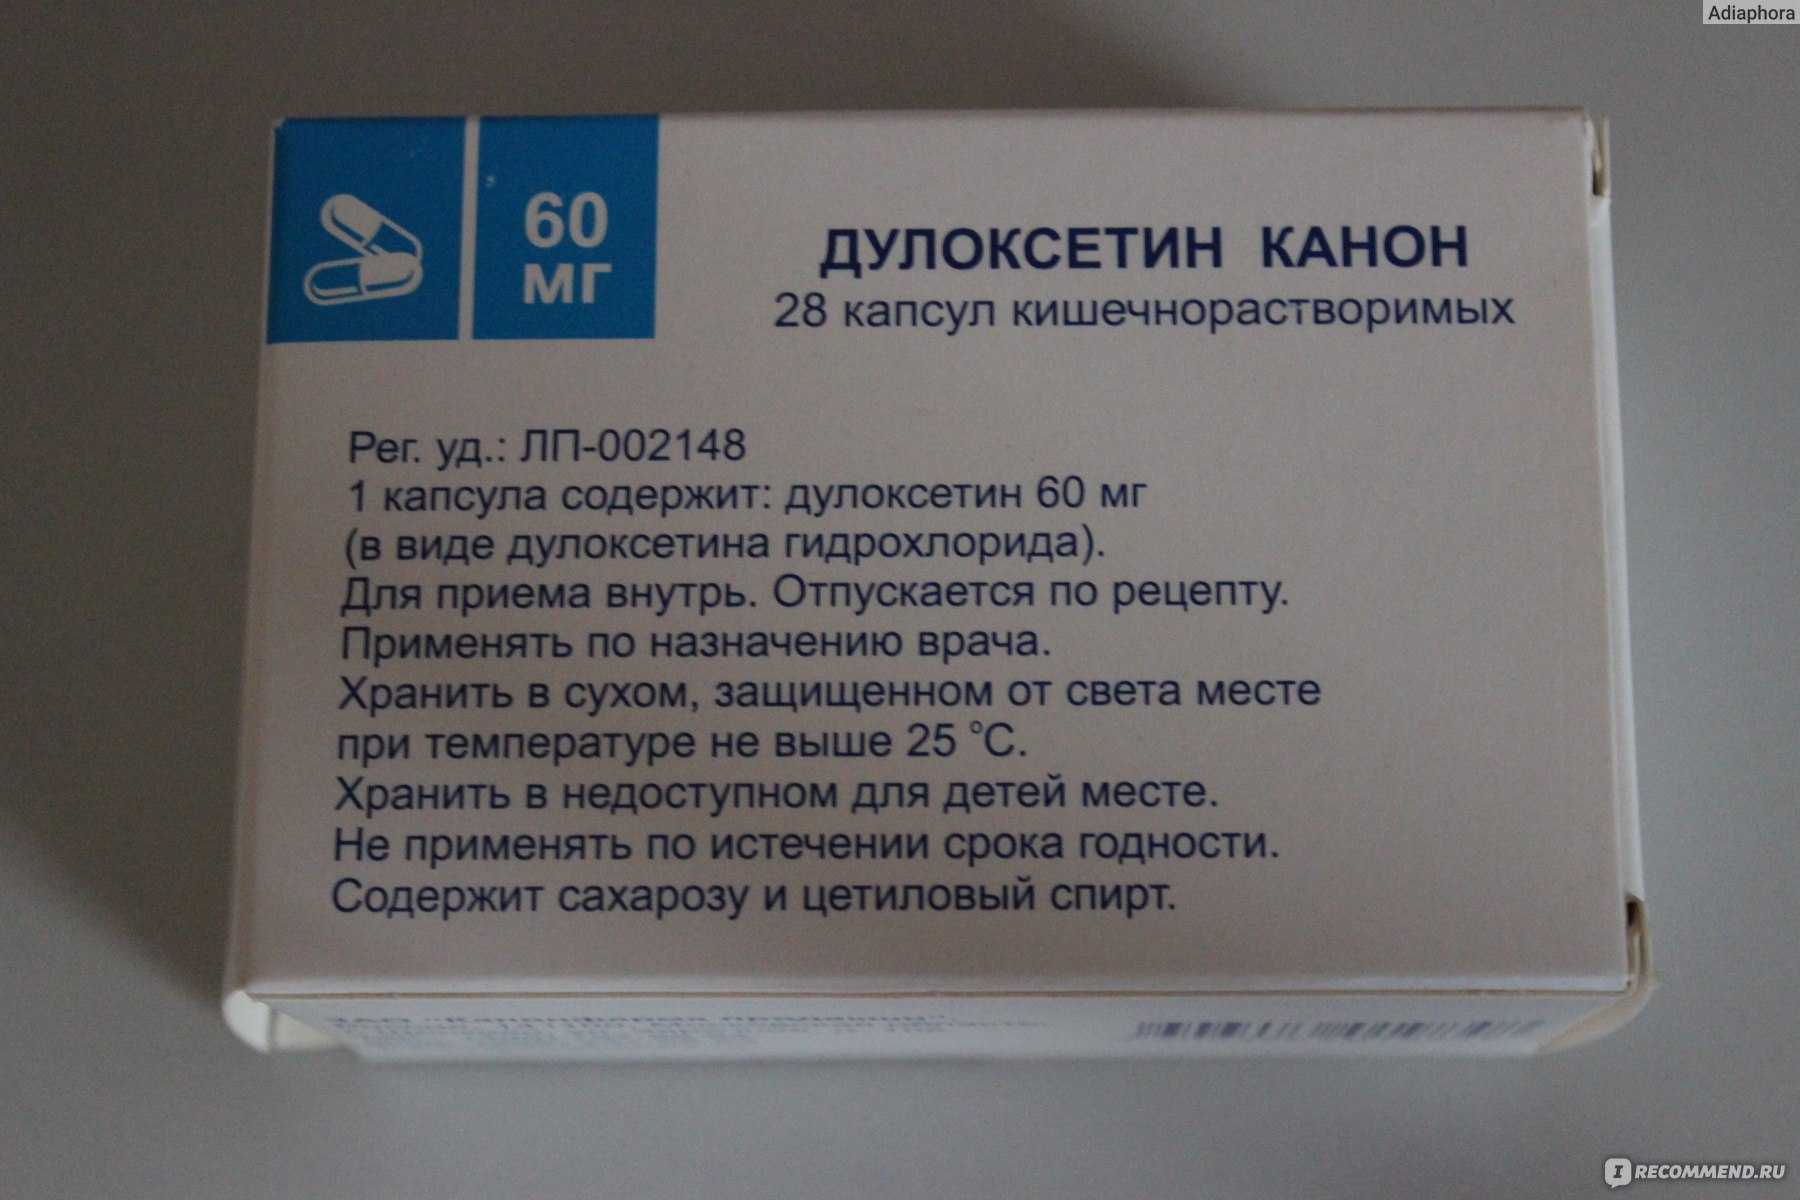 Adiaphora
60
мг
ДУЛОКСЕТИН КАНОН
28 капсул кишечнорастворимых
Рег. уд.: ЛП-002148
1 капсула содержит: дулоксетин 60 мг
(в виде дулоксетина гидрохлорида).
Для приема внутрь. Отпускается по рецепту.
Применять по назначению врача.
Хранить в сухом, защищенном от света месте
при температуре не выше 25 °С.
Хранить в недоступном для детей месте.
Не применять по истечении срока годности.
Содержит сахарозу и цетиловый спирт.
ЗАО
IRECOMMEND.RU